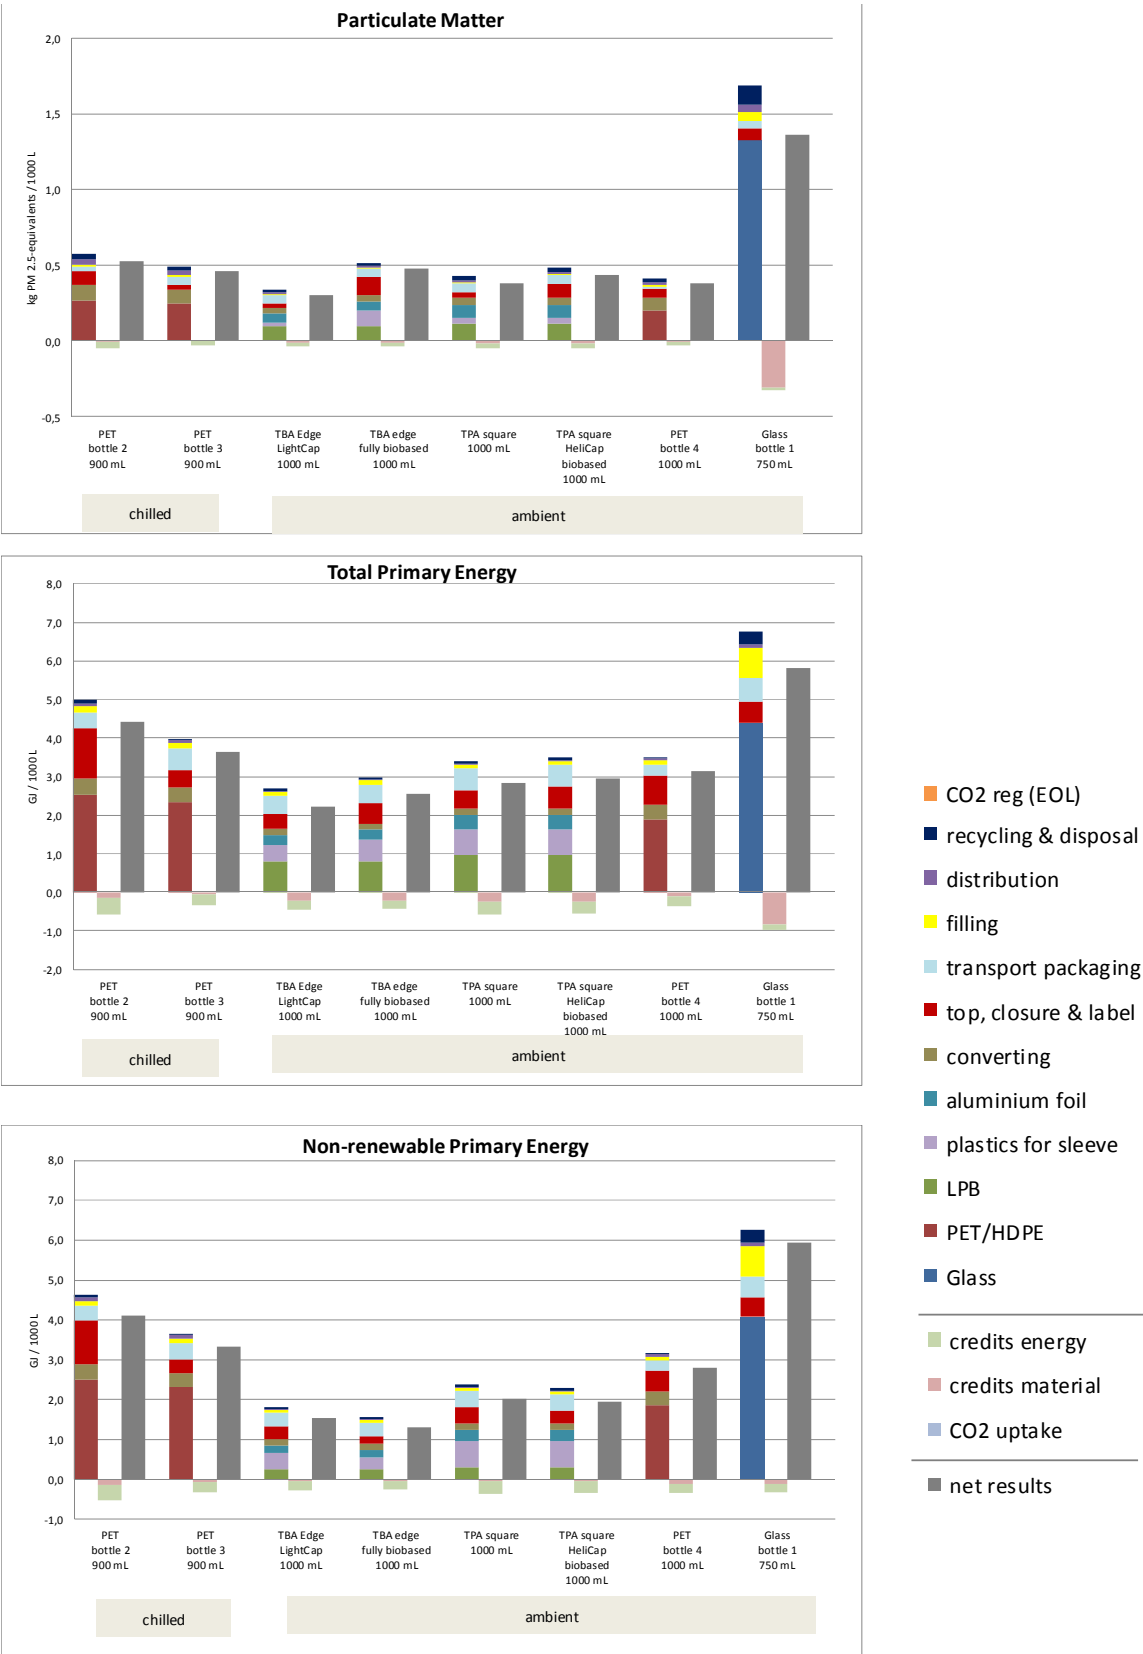 Particulate Matter
2,0
1,5
1,0
0,5
0,0
-0,5
kg PM 2.5-equivalents / 1000 L
PET
bottle 2
900 mL
PET
bottle 3
900 mL
TBA Edge
LightCap
1000 mL
TBA edge
fully biobased
1000 mL
TPA square
1000 mL
TPA square
HeliCap
biobased
1000 mL
PET
bottle 4
1000 mL
Glass
bottle 1
750 mL
chilled
ambient
Total Primary Energy
8,0
7,0
6,0
5,0
4,0
3,0
2,0
1,0
0,0
-1,0
-2,0
GJ / 1000 L
PET
bottle 2
900 mL
PET
bottle 3
900 mL
TBA Edge
LightCap
1000 mL
TBA edge
fully biobased
1000 mL
TPA square
1000 mL
TPA square
HeliCap
biobased
1000 mL
PET
bottle 4
1000 mL
Glass
bottle 1
750 mL
chilled
ambient
Non-renewable Primary Energy
8,0
7,0
6,0
5,0
4,0
3,0
2,0
1,0
0,0
-1,0
GJ / 1000 L
PET
bottle 2
900 mL
PET
bottle 3
900 mL
TBA Edge
LightCap
1000 mL
TBA edge
fully biobased
1000 mL
TPA square
1000 mL
TPA square
HeliCap
biobased
1000 mL
PET
bottle 4
1000 mL
Glass
bottle 1
750 mL
chilled
ambient
CO2 reg (EOL)
recycling & disposal
distribution
filling
transport packaging
top, closure & label
converting
aluminium foil
plastics for sleeve
LPB
PET/HDPE
Glass
credits energy
credits material
CO2 uptake
net results